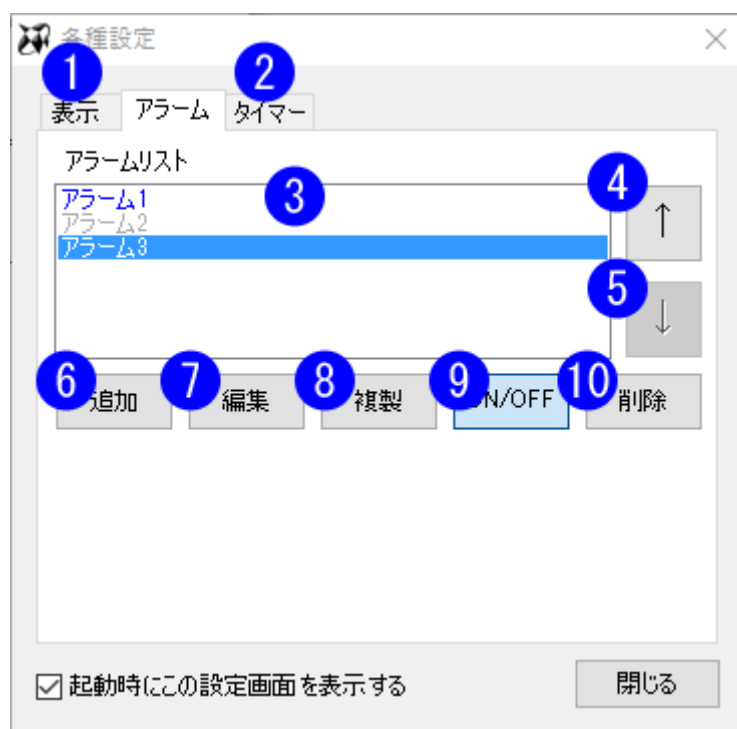 各種設定
1
2
表示 アラーム タイマー
アラームリスト
3
4
アラーム1
アラーム2
アラーム3
↑
5
↓
6 7 8 9 10
追加 編集 複製 ON/OFF 削除
起動時にこの設定画面を表示する
閉じる